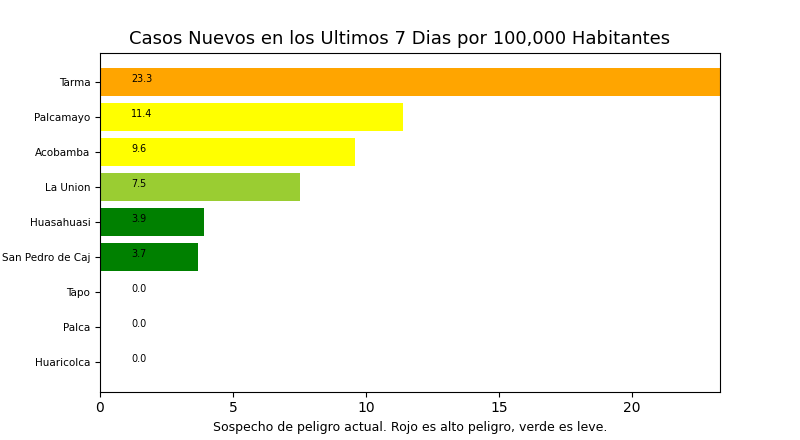 Casos Nuevos en los Ultimos 7 Dias por 100,000 Habitantes
Tarma 23.3
Palcamayo 11.4
Acobamba 9.6
La Union 7.5
Huasahuasi 3.9
San Pedro de Caj 3.7
Tapo 0.0
Palca 0.0
Huaricolca 0.0
0 5 10 15 20
Sospecho de peligro actual. Rojo es alto peligro, verde es leve.